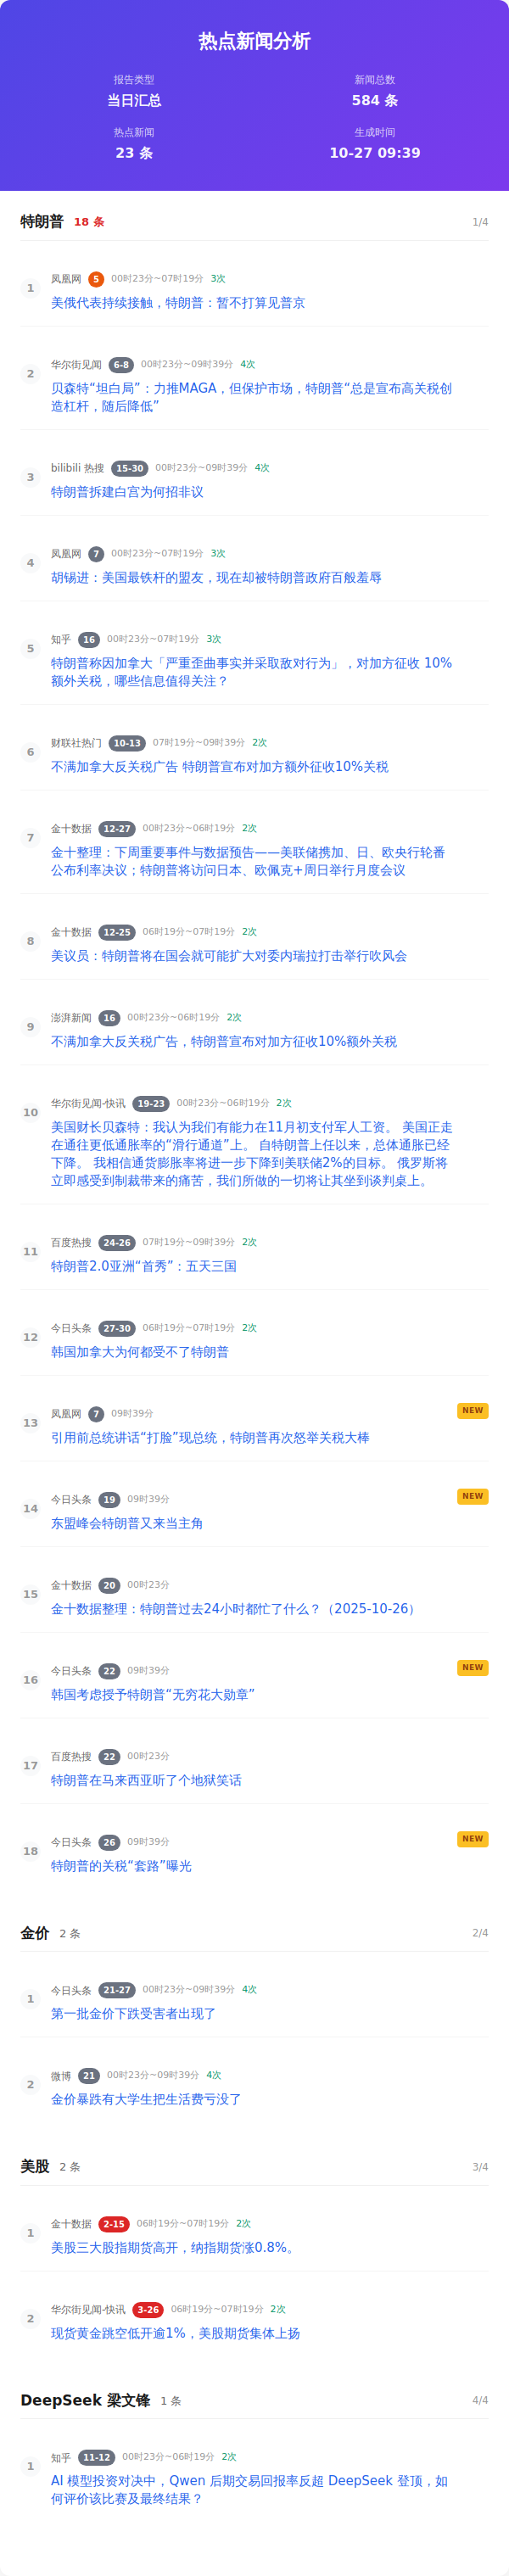 热点新闻分析
报告类型
当日汇总
新闻总数
584 条
热点新闻
23 条
生成时间
10-27 09:39
特朗普 18 条 1/4
1
凤凰网 5 00时23分~07时19分 3次
美俄代表持续接触，特朗普：暂不打算见普京
2
华尔街见闻 6-8 00时23分~09时39分 4次
贝森特“坦白局”：力推MAGA，但保护市场，特朗普“总是宣布高关税创
造杠杆，随后降低”
3
bilibili 热搜 15-30 00时23分~09时39分 4次
特朗普拆建白宫为何招非议
4
凤凰网 7 00时23分~07时19分 3次
胡锡进：美国最铁杆的盟友，现在却被特朗普政府百般羞辱
5
知乎 16 00时23分~07时19分 3次
特朗普称因加拿大「严重歪曲事实并采取敌对行为」，对加方征收 10%
额外关税，哪些信息值得关注？
6
财联社热门 10-13 07时19分~09时39分 2次
不满加拿大反关税广告 特朗普宣布对加方额外征收10%关税
7
金十数据 12-27 00时23分~06时19分 2次
金十整理：下周重要事件与数据预告——美联储携加、日、欧央行轮番
公布利率决议；特朗普将访问日本、欧佩克+周日举行月度会议
8
金十数据 12-25 06时19分~07时19分 2次
美议员：特朗普将在国会就可能扩大对委内瑞拉打击举行吹风会
9
澎湃新闻 16 00时23分~06时19分 2次
不满加拿大反关税广告，特朗普宣布对加方征收10%额外关税
10
华尔街见闻-快讯 19-23 00时23分~06时19分 2次
美国财长贝森特：我认为我们有能力在11月初支付军人工资。 美国正走
在通往更低通胀率的“滑行通道”上。 自特朗普上任以来，总体通胀已经
下降。 我相信通货膨胀率将进一步下降到美联储2%的目标。 俄罗斯将
立即感受到制裁带来的痛苦，我们所做的一切将让其坐到谈判桌上。
11
百度热搜 24-26 07时19分~09时39分 2次
特朗普2.0亚洲“首秀”：五天三国
12
今日头条 27-30 06时19分~07时19分 2次
韩国加拿大为何都受不了特朗普
13
凤凰网 7 09时39分 NEW
引用前总统讲话“打脸”现总统，特朗普再次怒举关税大棒
14
今日头条 19 09时39分 NEW
东盟峰会特朗普又来当主角
15
金十数据 20 00时23分
金十数据整理：特朗普过去24小时都忙了什么？（2025-10-26）
16
今日头条 22 09时39分 NEW
韩国考虑授予特朗普“无穷花大勋章”
17
百度热搜 22 00时23分
特朗普在马来西亚听了个地狱笑话
18
今日头条 26 09时39分 NEW
特朗普的关税“套路”曝光
金价 2 条 2/4
1
今日头条 21-27 00时23分~09时39分 4次
第一批金价下跌受害者出现了
2
微博 21 00时23分~09时39分 4次
金价暴跌有大学生把生活费亏没了
美股 2 条 3/4
1
金十数据 2-15 06时19分~07时19分 2次
美股三大股指期货高开，纳指期货涨0.8%。
2
华尔街见闻-快讯 3-26 06时19分~07时19分 2次
现货黄金跳空低开逾1%，美股期货集体上扬
DeepSeek 梁文锋 1 条 4/4
1
知乎 11-12 00时23分~06时19分 2次
AI 模型投资对决中，Qwen 后期交易回报率反超 DeepSeek 登顶，如
何评价该比赛及最终结果？